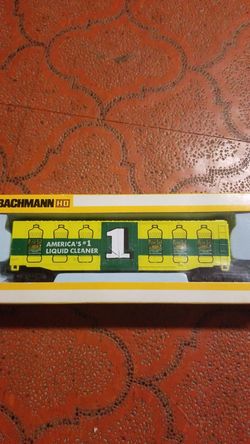 BACHMANN HO
AMERICA'S #1
LIQUID CLEANER
1